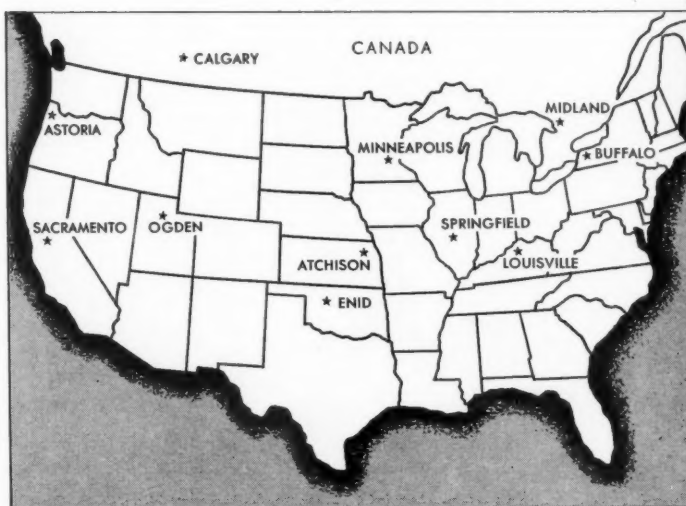 CALGARY
CANADA
ASTORIA
MIDLAND
MINNEAPOLIS
BUFFALO
SACRAMENTO
OGDEN
SPRINGFIELD
ATCHISON
LOUISVILLE
ENID